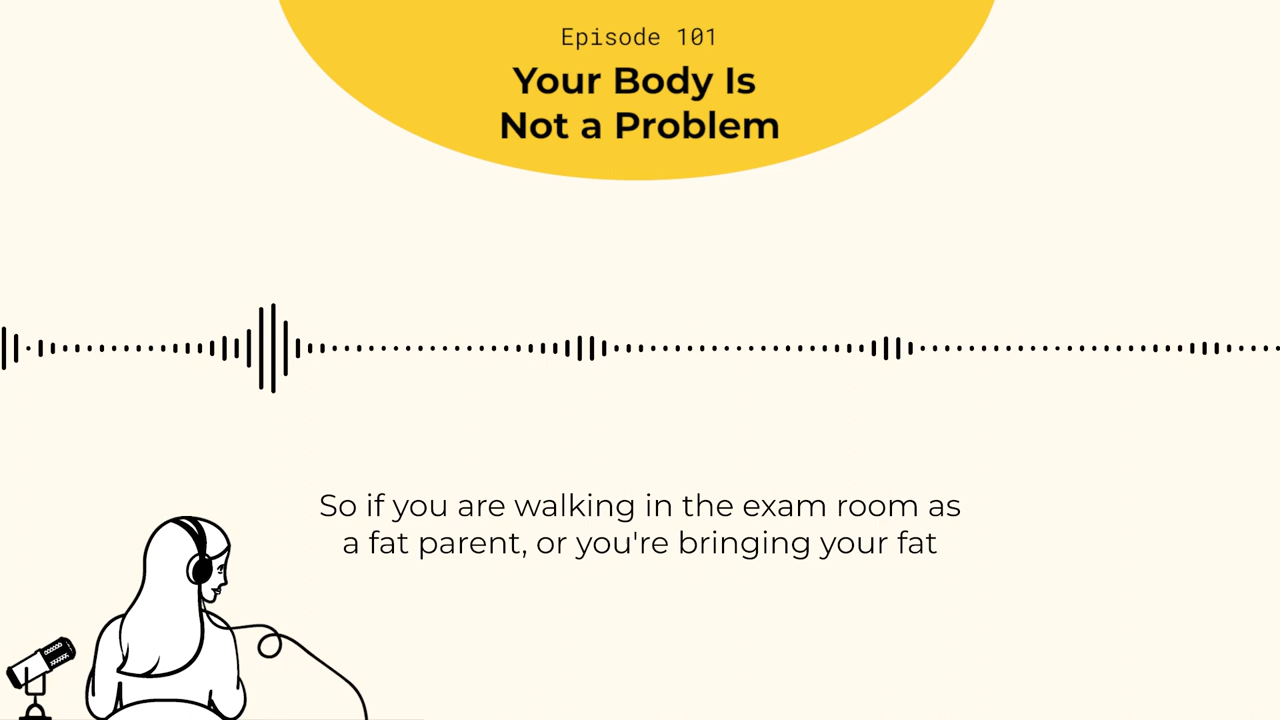 Episode 101
Your Body Is
Not a Problem
So if you are walking in the exam room as
a fat parent, or you're bringing your fat